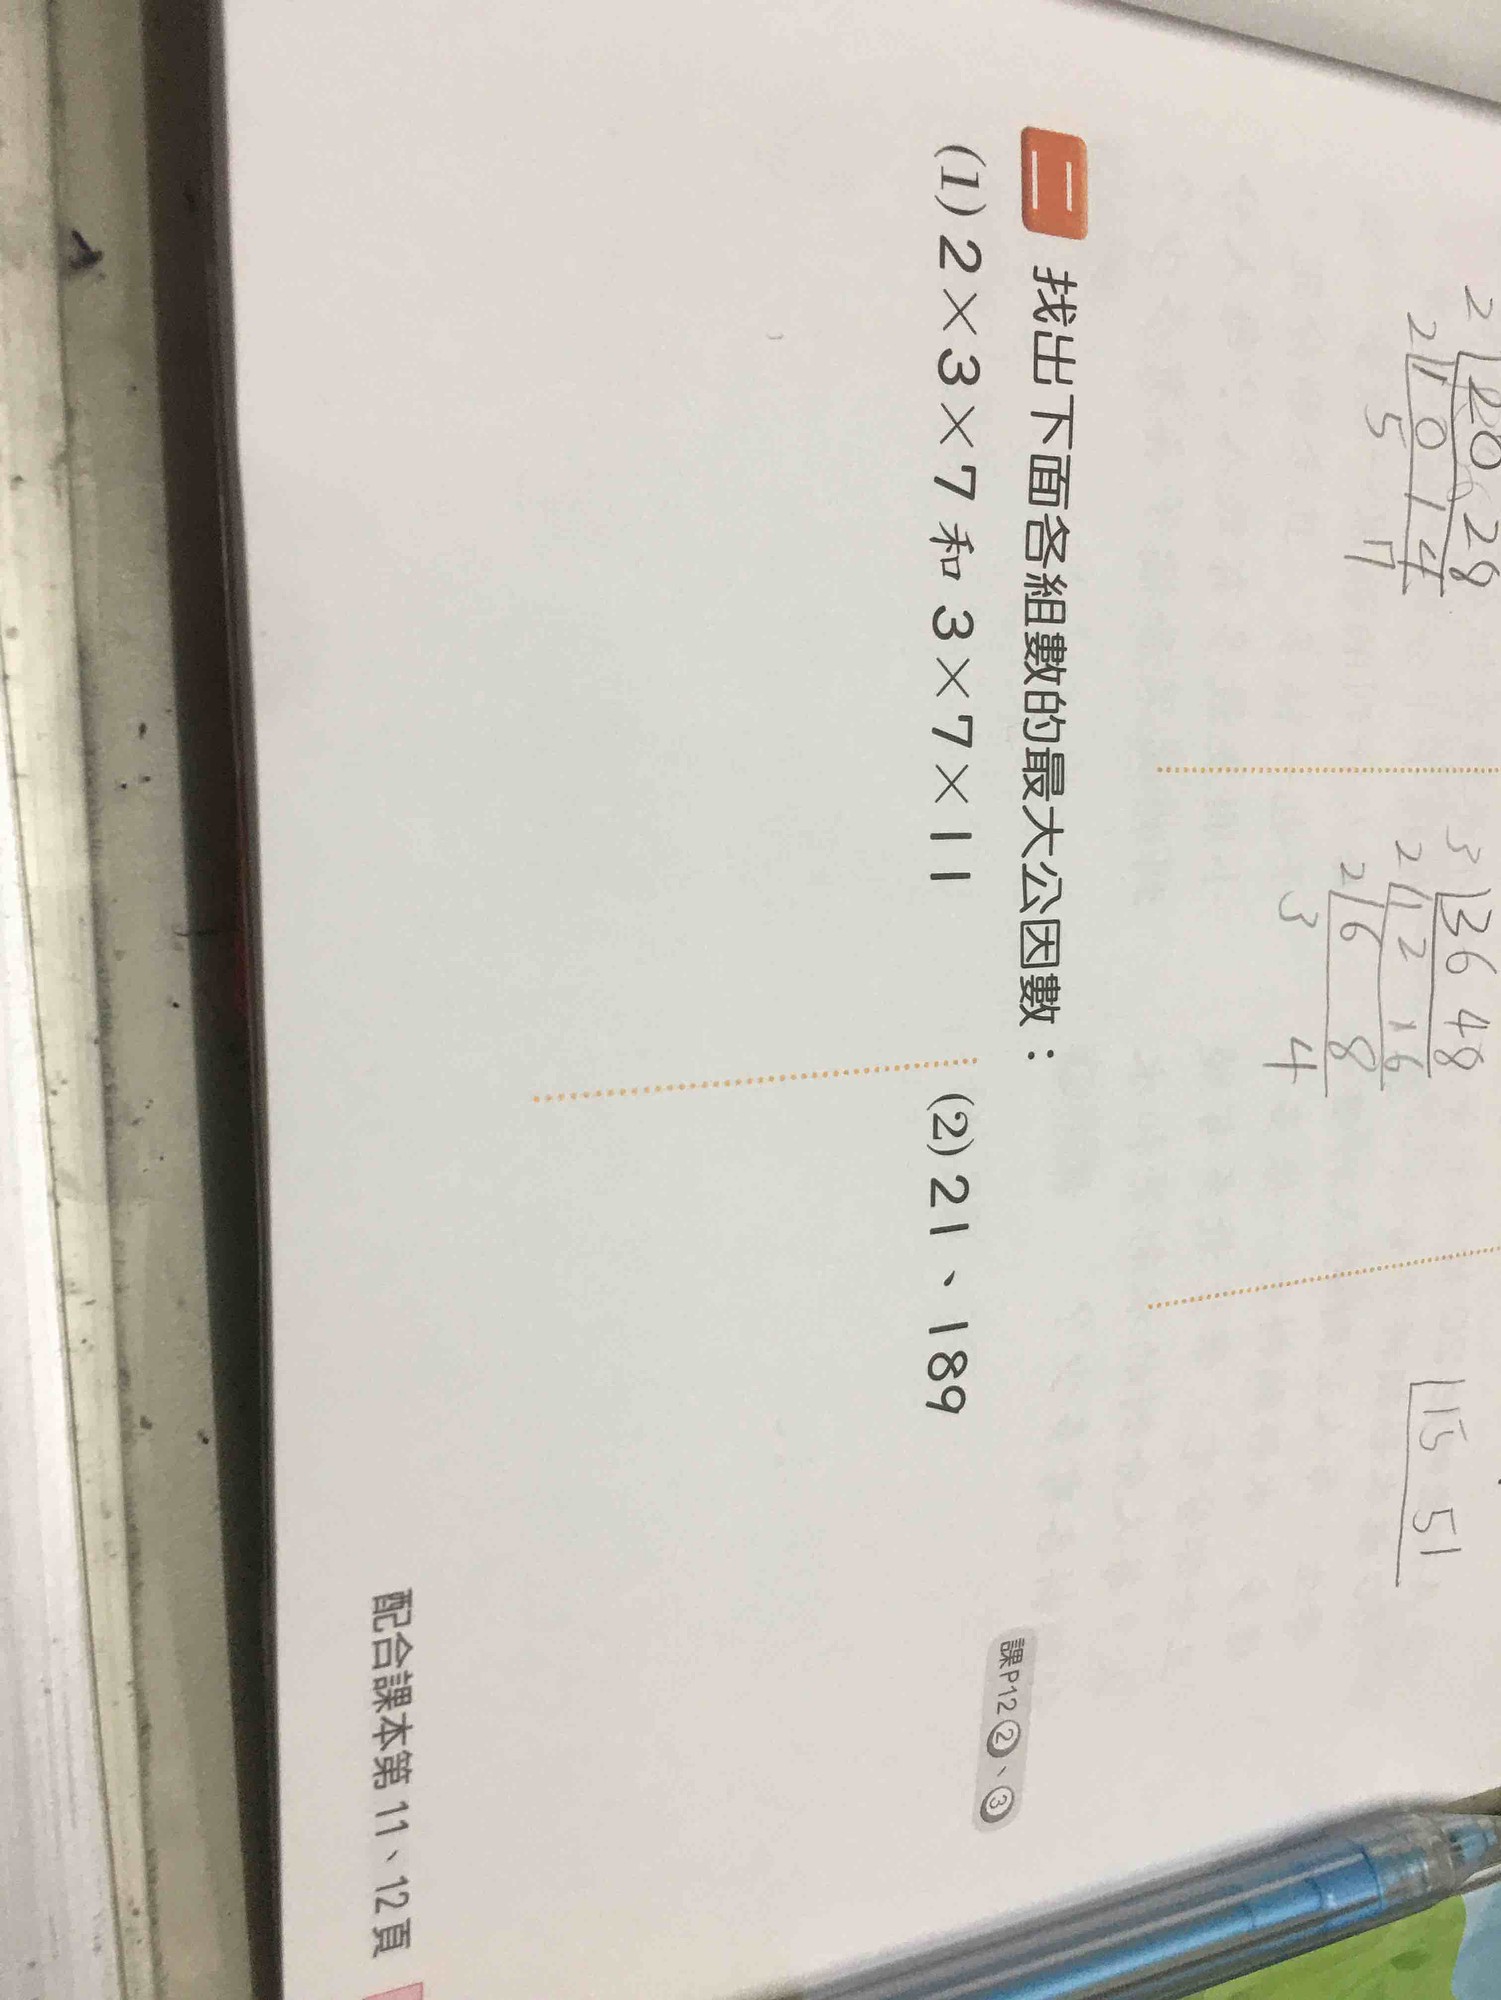 2 20 28
2 10 14
5 7
3 36 48
2 12 16
2 6 8
3 4
15 51
二 找出下面各組數的最大公因數：
課P12②、③
(1) 2×3×7 和 3×7×11
(2) 21、189
配合課本第 11、12 頁